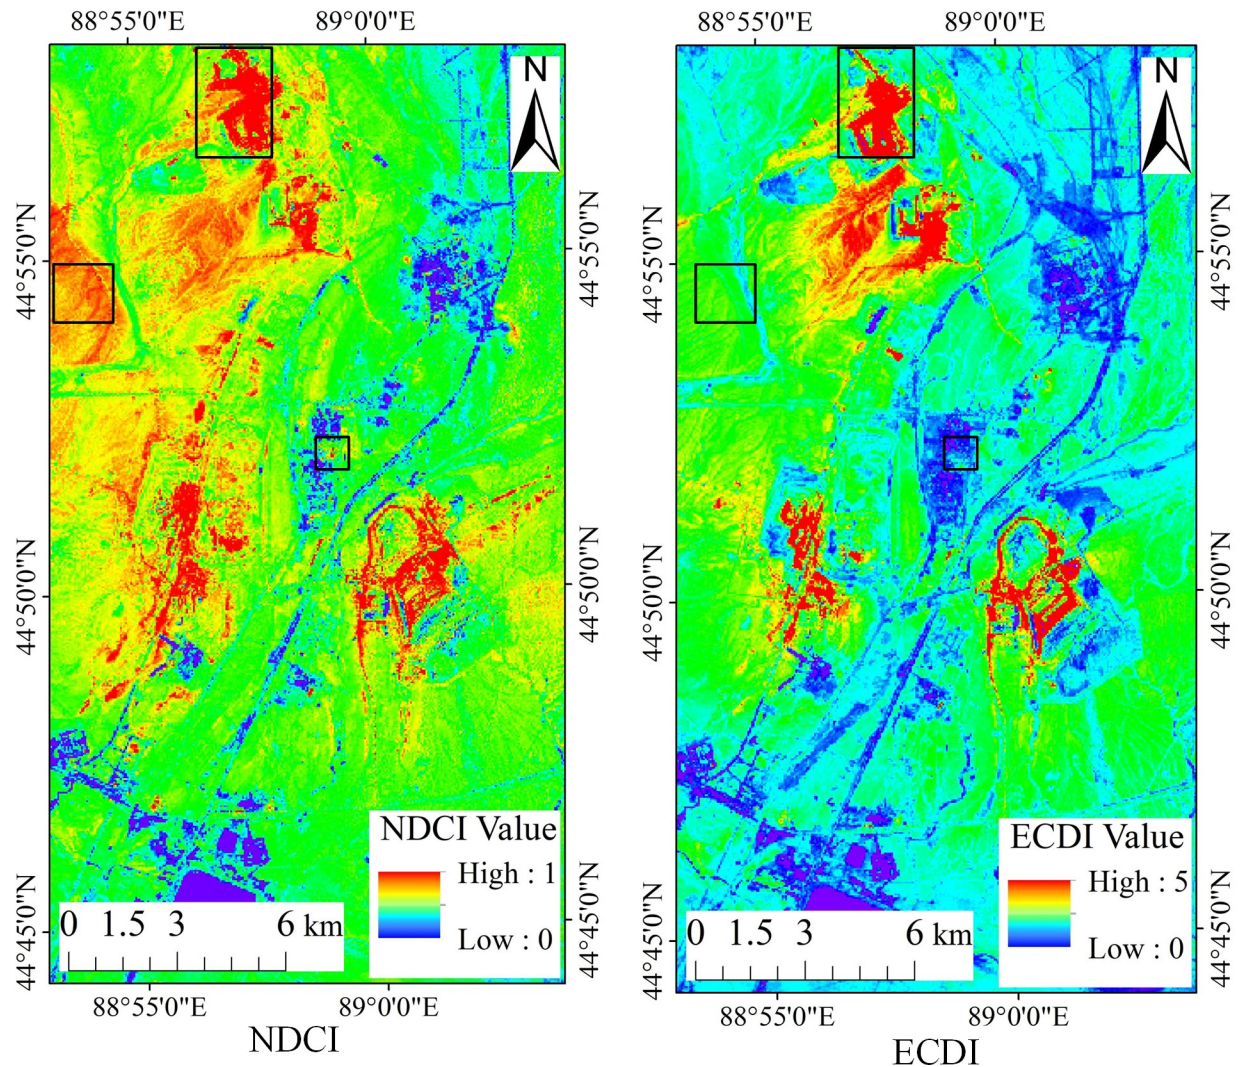 88°55'0"E 89°0'0"E
N
44°55'0"N 44°55'0"N
44°50'0"N 44°50'0"N
44°45'0"N 44°45'0"N
NDCI Value
High : 1
Low : 0
0 1.5 3 6 km
88°55'0"E 89°0'0"E
NDCI
88°55'0"E 89°0'0"E
N
44°55'0"N 44°55'0"N
44°50'0"N 44°50'0"N
44°45'0"N 44°45'0"N
ECDI Value
High : 5
Low : 0
0 1.5 3 6 km
88°55'0"E 89°0'0"E
ECDI